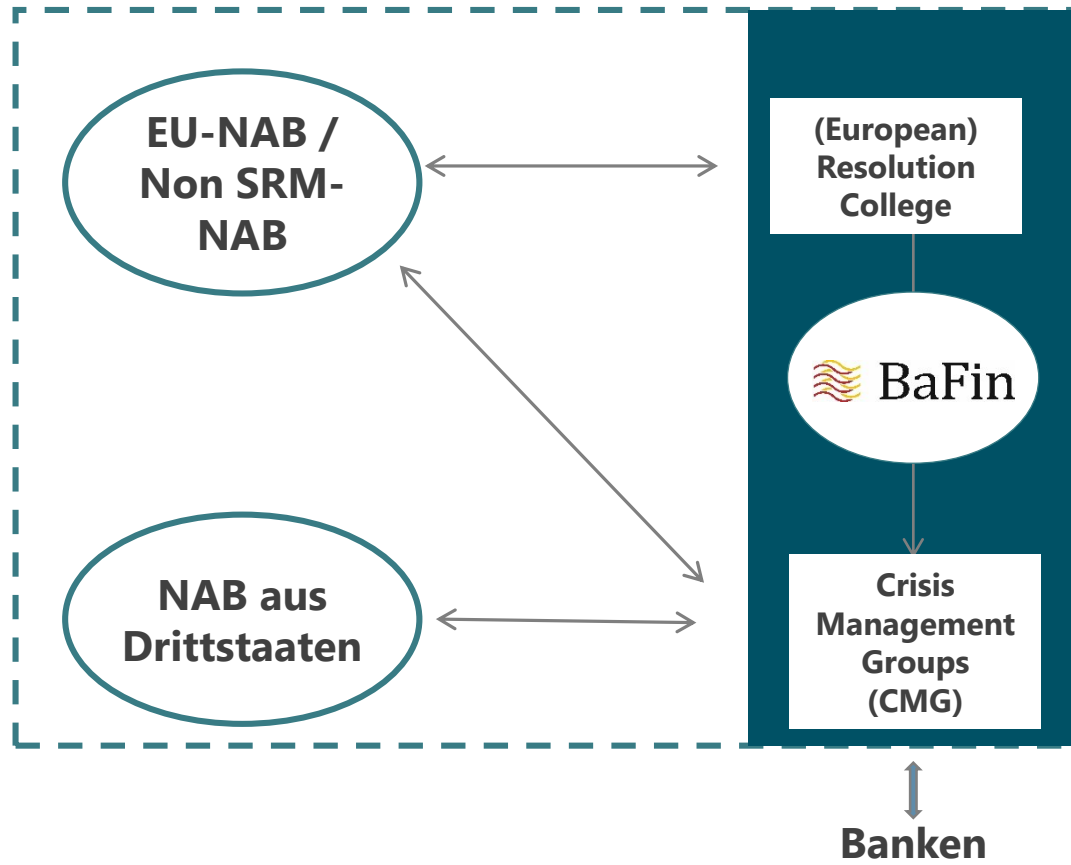 EU-NAB /
Non SRM-
NAB
(European)
Resolution
College
BaFin
NAB aus
Drittstaaten
Crisis
Management
Groups
(CMG)
Banken